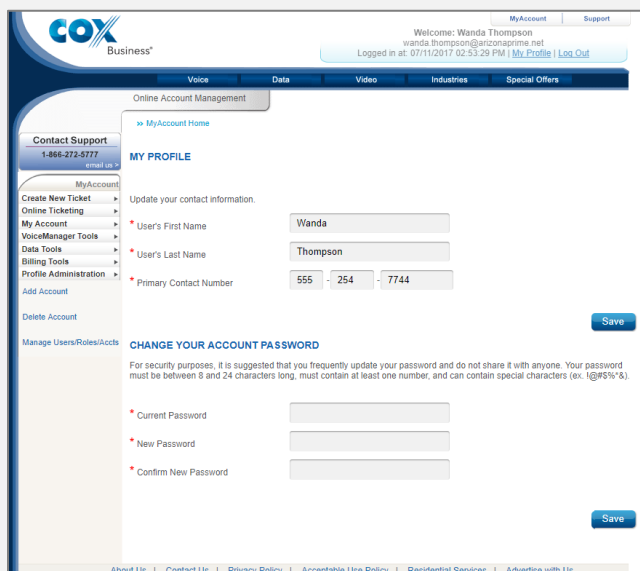 MyAccount Support
COX
Business®
Welcome: Wanda Thompson
wanda.thompson@arizonaprime.net
Logged in at: 07/11/2017 02:53:29 PM | My Profile | Log Out
Voice Data Video Industries Special Offers
Online Account Management
» MyAccount Home
Contact Support
1-866-272-5777
email us >
MyAccount
Create New Ticket
Online Ticketing
My Account
VoiceManager Tools
Data Tools
Billing Tools
Profile Administration
Add Account
Delete Account
Manage Users/Roles/Accts
MY PROFILE
Update your contact information.
* User's First Name Wanda
* User's Last Name Thompson
* Primary Contact Number 555 - 254 - 7744
Save
CHANGE YOUR ACCOUNT PASSWORD
For security purposes, it is suggested that you frequently update your password and do not share it with anyone. Your password
must be between 8 and 24 characters long, must contain at least one number, and can contain special characters (ex. !@#$%*&).
* Current Password
* New Password
* Confirm New Password
Save
About Us | Contact Us | Privacy Policy | Acceptable Use Policy | Residential Services | Advertise with Us